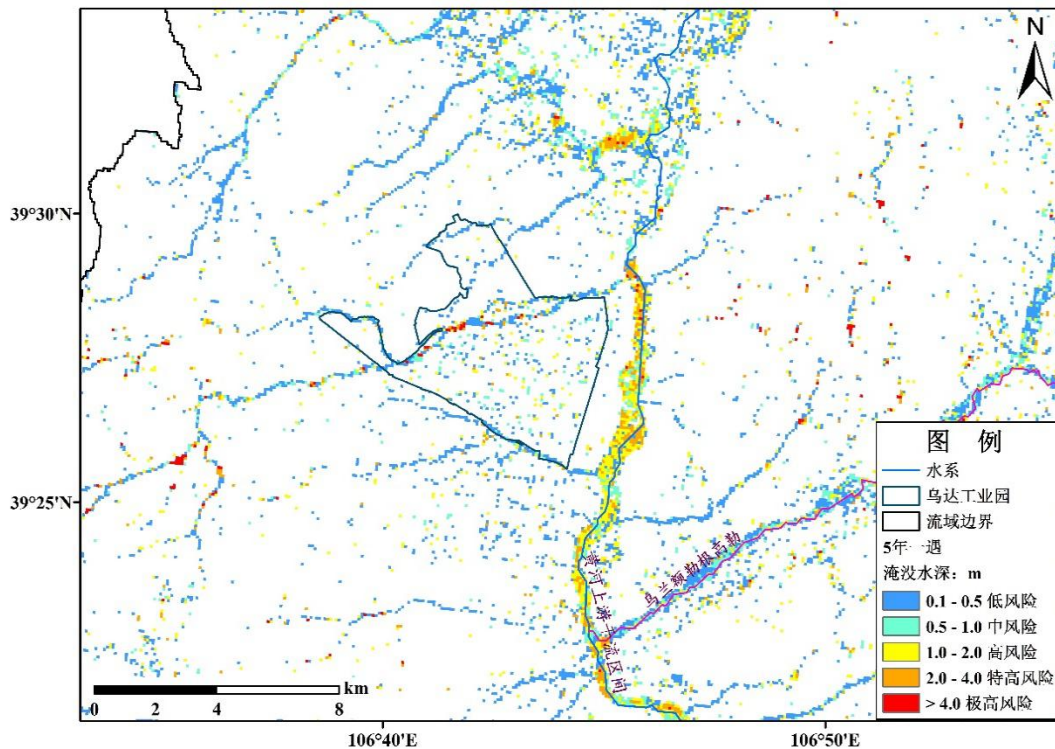 N
39°30'N
39°25'N
黄河上游干流区间
乌兰额勒根高勒
图 例
水系
乌达工业园
流域边界
5年一遇
淹没水深：m
0.1 - 0.5 低风险
0.5 - 1.0 中风险
1.0 - 2.0 高风险
2.0 - 4.0 特高风险
> 4.0 极高风险
km
0 2 4 8
106°40'E
106°50'E